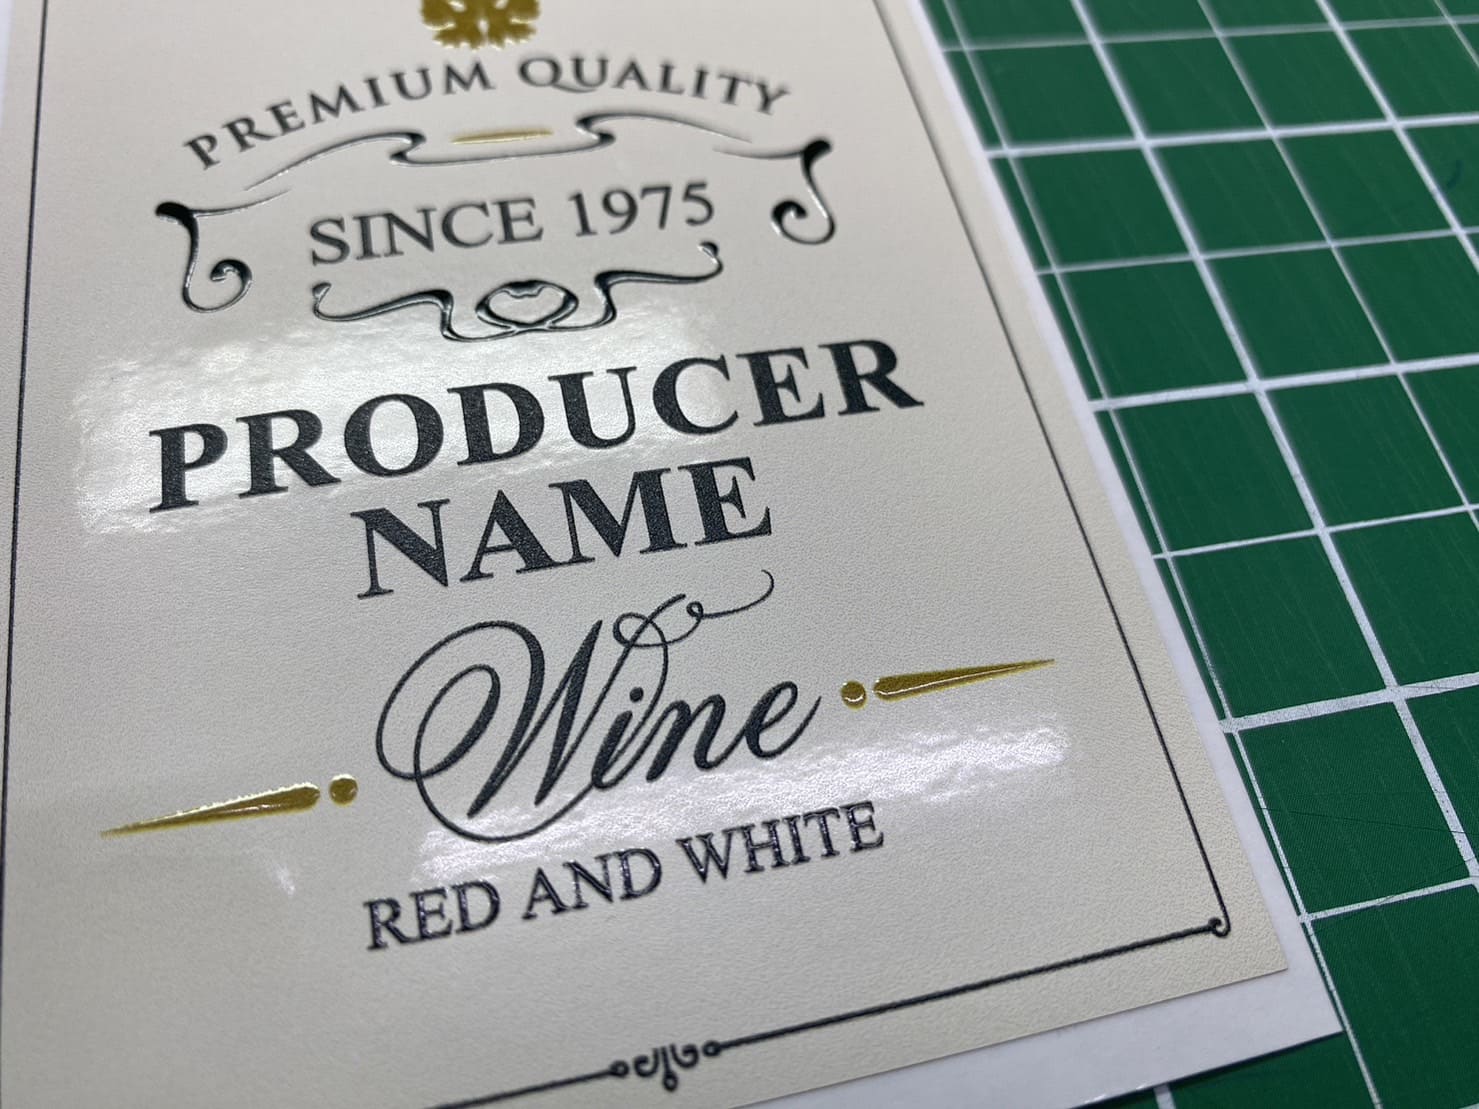 PREMIUM QUALITY
SINCE 1975
PRODUCER
NAME
Wine
RED AND WHITE